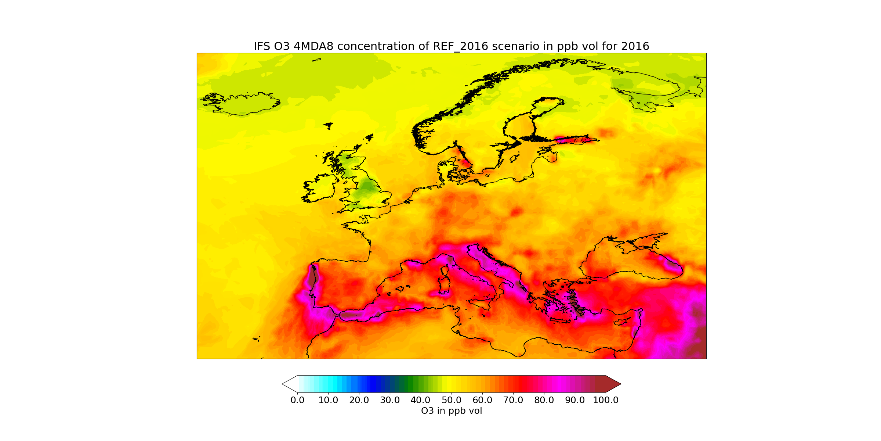 IFS O3 4MDA8 concentration of REF_2016 scenario in ppb vol for 2016
0.0 10.0 20.0 30.0 40.0 50.0 60.0 70.0 80.0 90.0 100.0
O3 in ppb vol